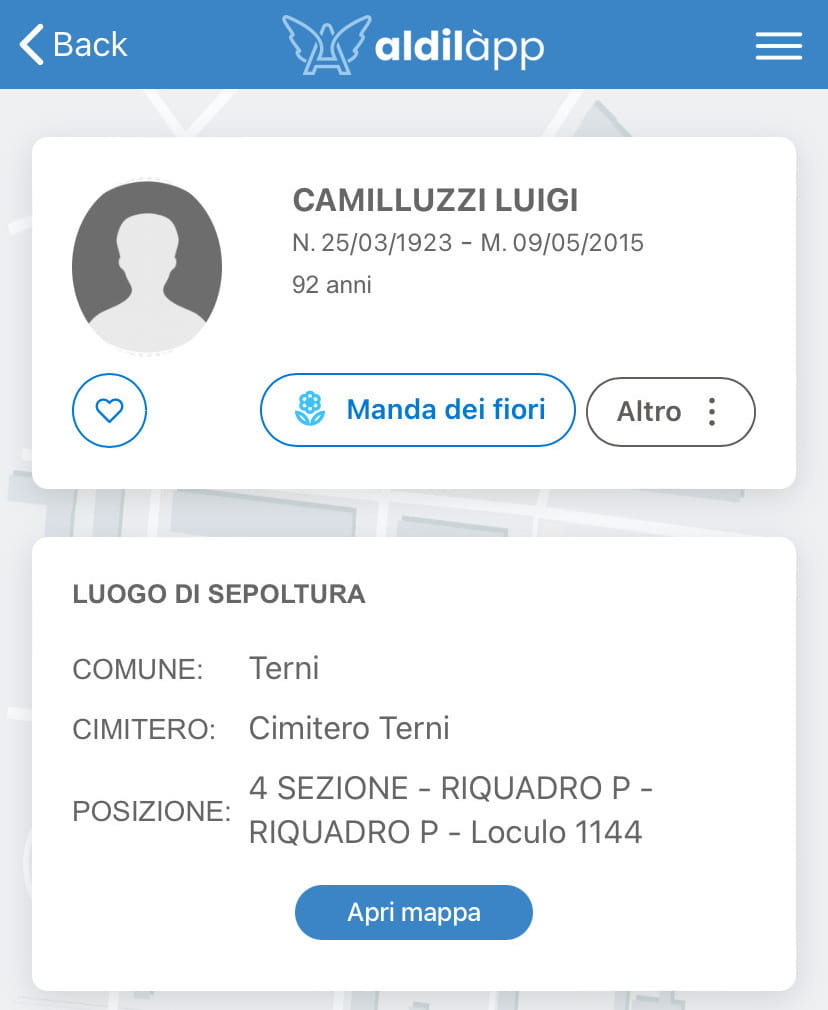 Back
aldilàpp
CAMILLUZZI LUIGI
N. 25/03/1923 - M. 09/05/2015
92 anni
Manda dei fiori
Altro
LUOGO DI SEPOLTURA
COMUNE: Terni
CIMITERO: Cimitero Terni
POSIZIONE: 4 SEZIONE - RIQUADRO P -
RIQUADRO P - Loculo 1144
Apri mappa